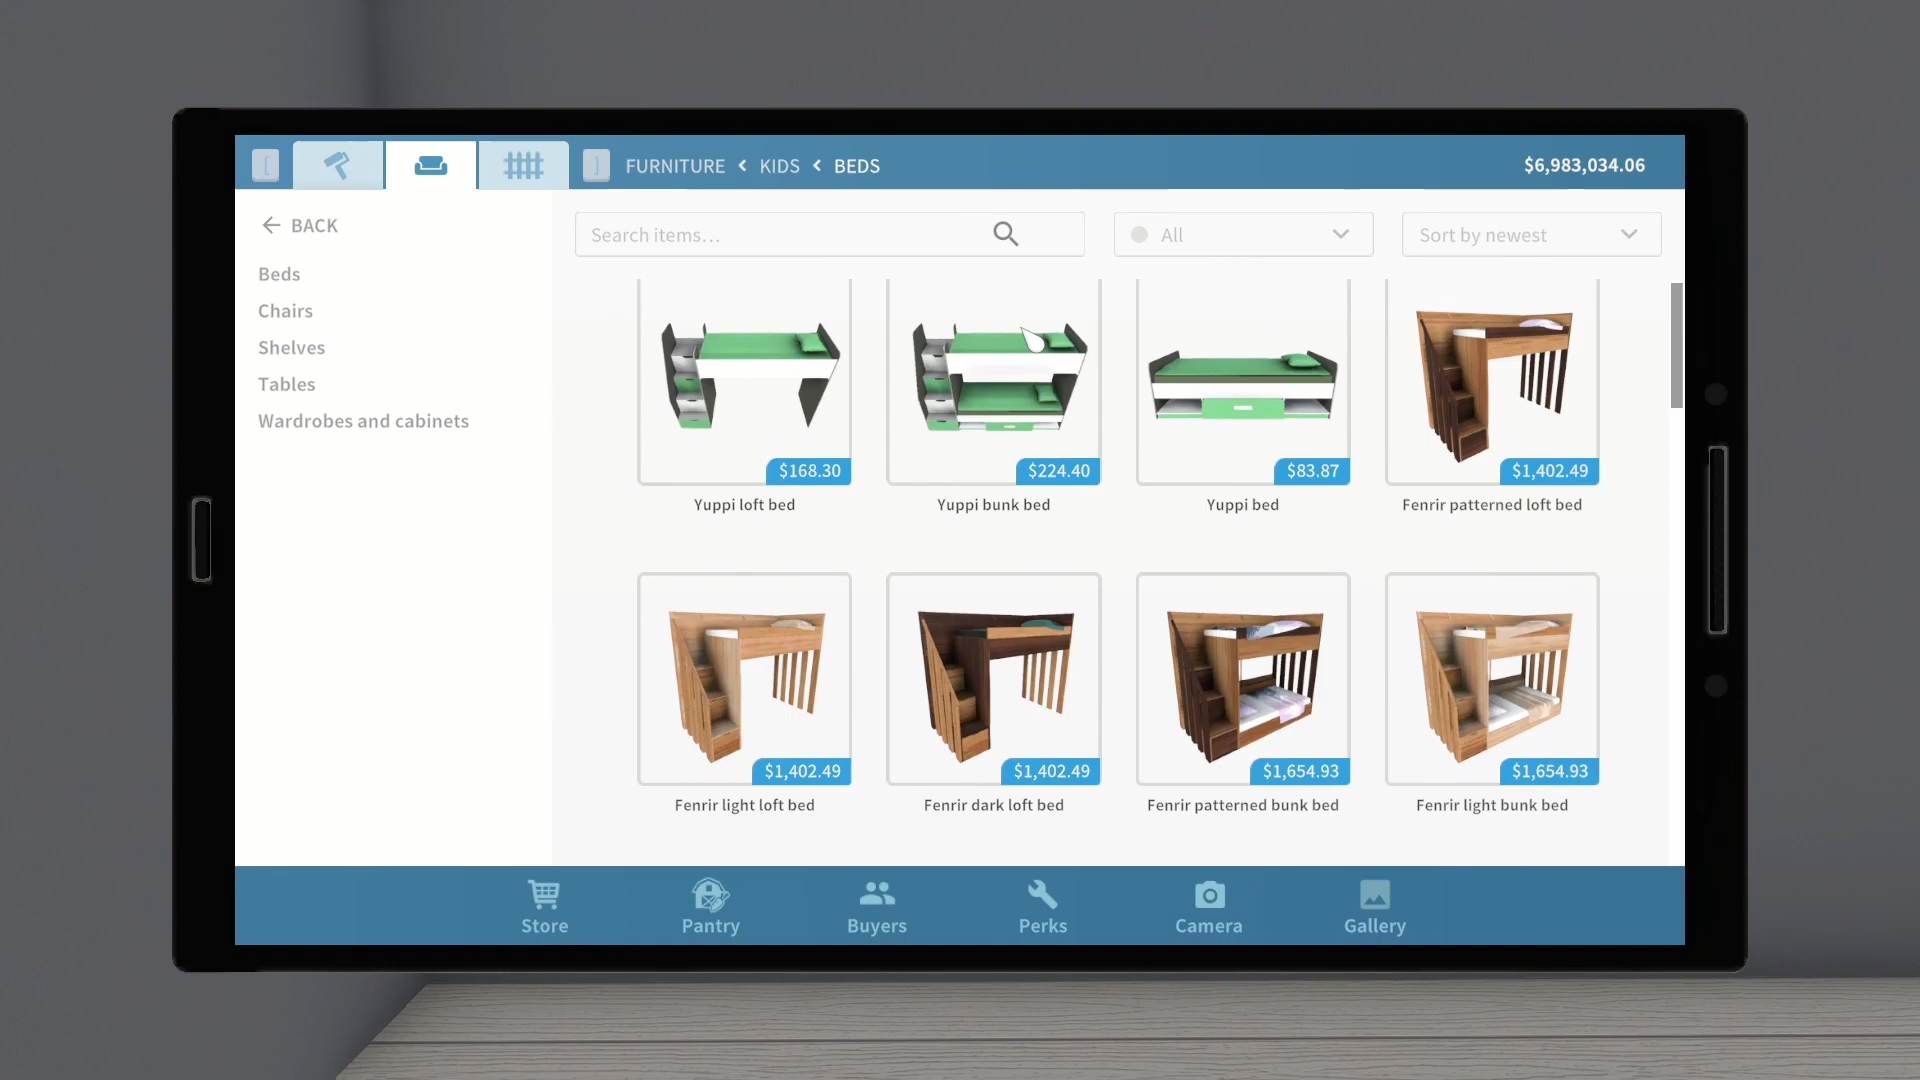 [
]
FURNITURE < KIDS < BEDS
$6,983,034.06
BACK
Beds
Chairs
Shelves
Tables
Wardrobes and cabinets
Search items...
All
Sort by newest
$168.30
$224.40
$83.87
$1,402.49
Yuppi loft bed
Yuppi bunk bed
Yuppi bed
Fenrir patterned loft bed
$1,402.49
$1,402.49
$1,654.93
$1,654.93
Fenrir light loft bed
Fenrir dark loft bed
Fenrir patterned bunk bed
Fenrir light bunk bed
Store
Pantry
Buyers
Perks
Camera
Gallery